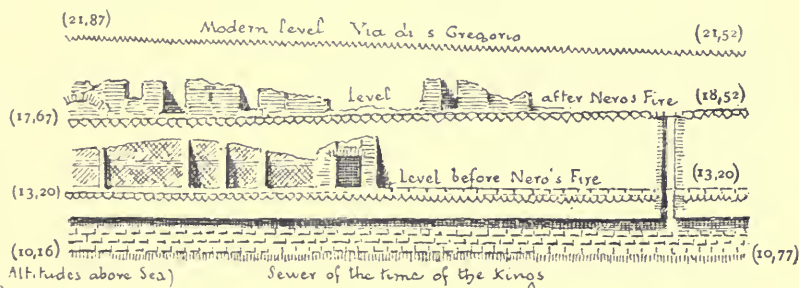 (21,87) Modern level Via di S Gregorio (21,52)
level after Neros Fire (18,52)
(17,67)
Level before Nero's Fire (13,20)
(13,20)
(10,16) (10,77)
Altitudes above Sea) Sewer of the time of the Kings